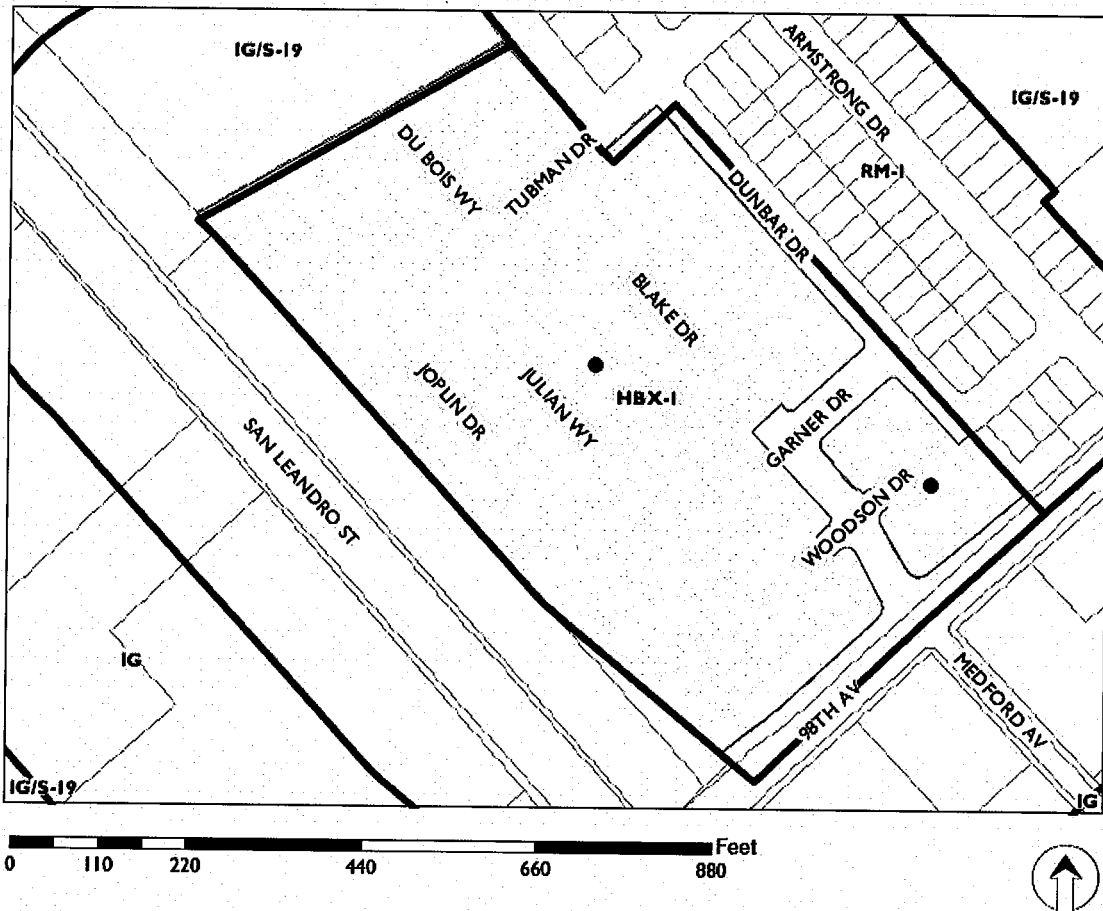 IG/S-19
ARMSTRONG DR
IG/S-19
DU BOIS WY
TUBMAN DR
RM-1
DUNBAR DR
BLAKE DR
JOPLIN DR
JULIAN WY
HBX-1
SAN LEANDRO ST
GARNER DR
WOODSON DR
IG
98TH AV
MEDFORD AV
IG/S-19
IG
Feet
0 110 220 440 660 880